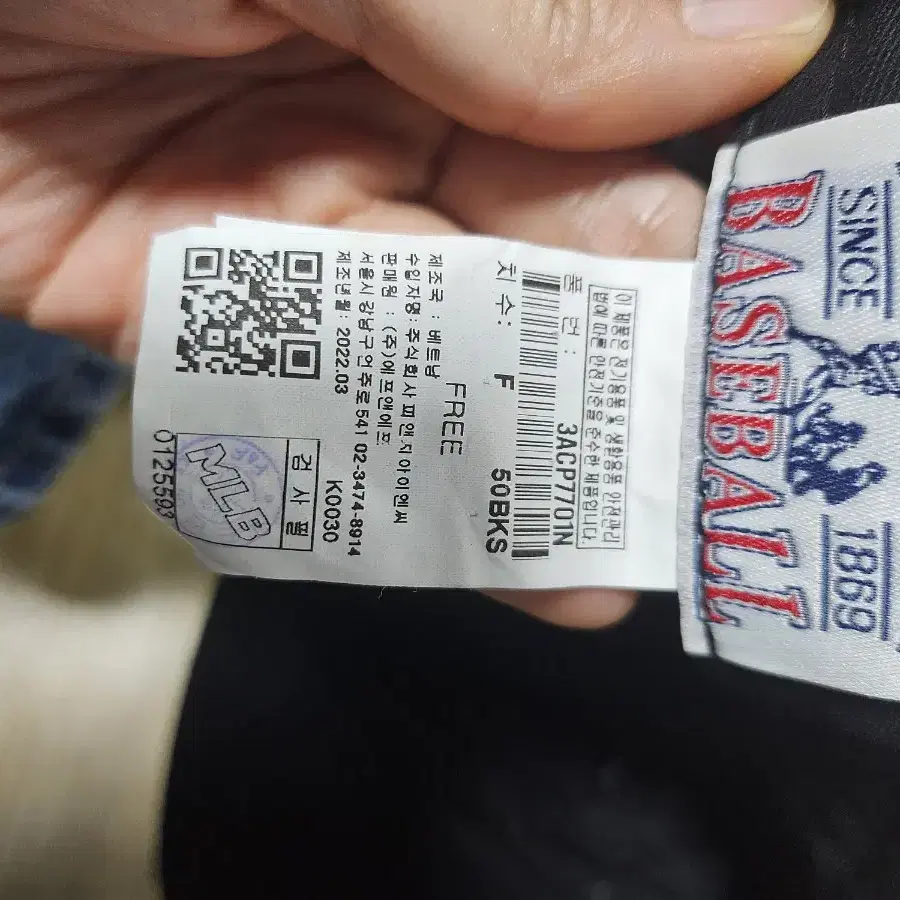 이 제품은 전기용품 및 생활용품 안전관리
법에 따른 안전기준을 준수한 제품입니다.
품 번 : 3ACP7701N
50BKS
치 수: F
FREE
제조국 : 베트남
수입자명: 주식회사 피앤지아이엔씨
판매원 : (주)에프앤에프
서울시 강남구 언주로 541 02-3474-8914
제조년월: 2022.03 K0030
검 사 필
MLB
F&F
SINCE 1869
BASEBALL